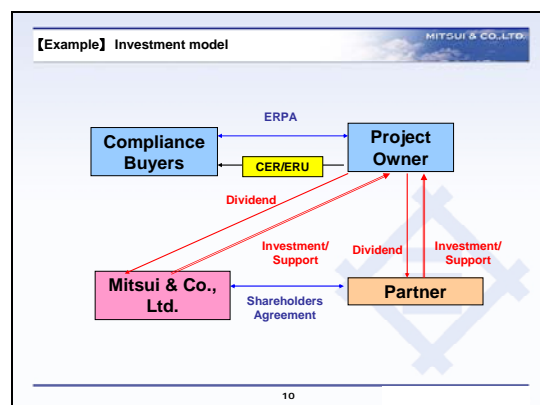 MITSUI & CO.,LTD.
【Example】 Investment model
ERPA
Compliance
Buyers
Project
Owner
CER/ERU
Dividend
Investment/
Support
Dividend
Investment/
Support
Mitsui & Co.,
Ltd.
Shareholders
Agreement
Partner
10